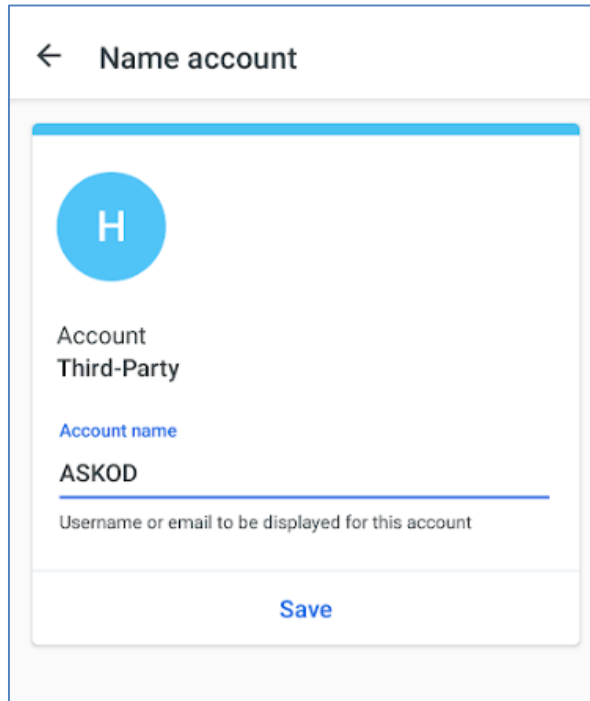 Name account
H
Account
Third-Party
Account name
ASKOD
Username or email to be displayed for this account
Save